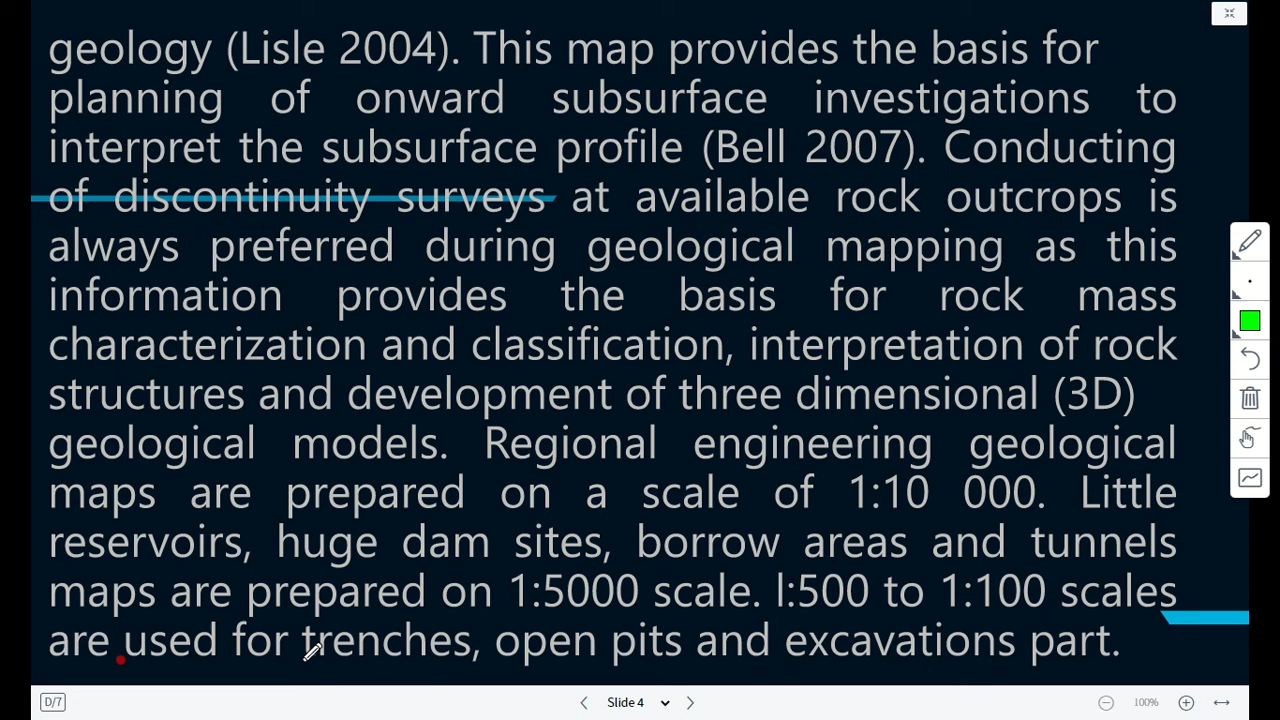 geology (Lisle 2004). This map provides the basis for
planning of onward subsurface investigations to
interpret the subsurface profile (Bell 2007). Conducting
of discontinuity surveys at available rock outcrops is
always preferred during geological mapping as this
information provides the basis for rock mass
characterization and classification, interpretation of rock
structures and development of three dimensional (3D)
geological models. Regional engineering geological
maps are prepared on a scale of 1:10 000. Little
reservoirs, huge dam sites, borrow areas and tunnels
maps are prepared on 1:5000 scale. l:500 to 1:100 scales
are used for trenches, open pits and excavations part.
D/7
Slide 4
100%